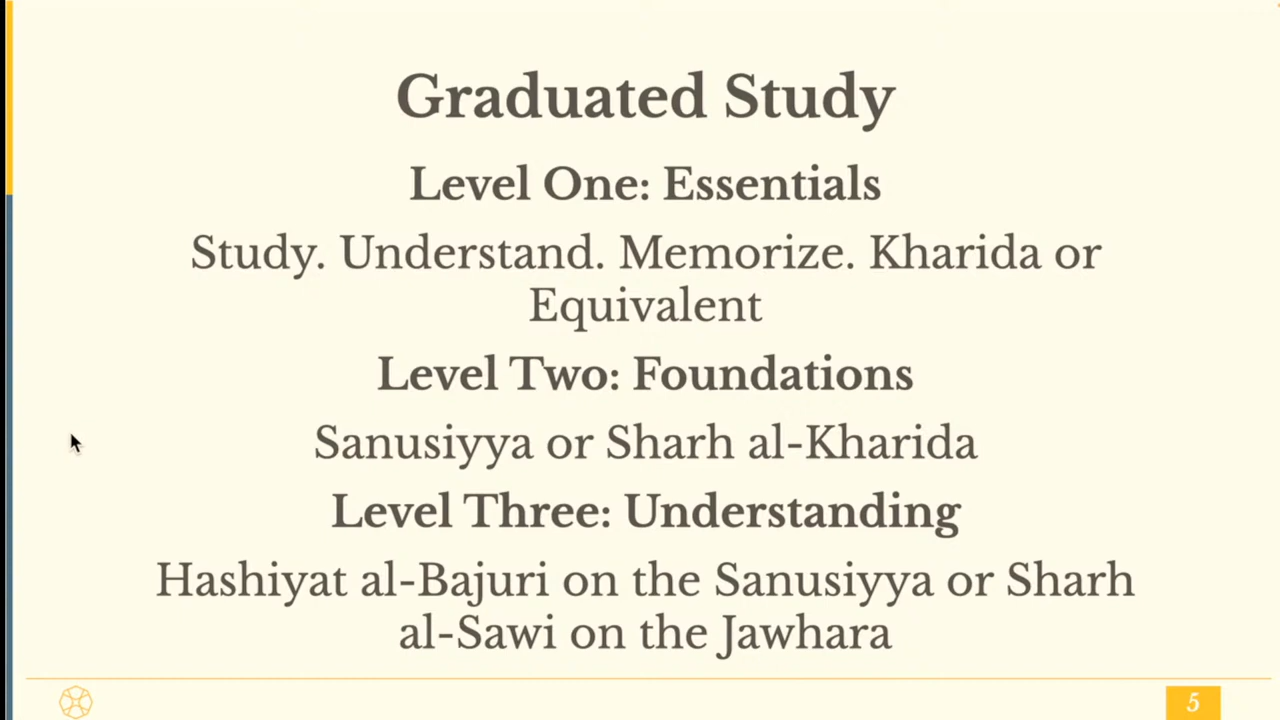 Graduated Study
Level One: Essentials
Study. Understand. Memorize. Kharida or
Equivalent
Level Two: Foundations
Sanusiyya or Sharh al-Kharida
Level Three: Understanding
Hashiyat al-Bajuri on the Sanusiyya or Sharh
al-Sawi on the Jawhara
5